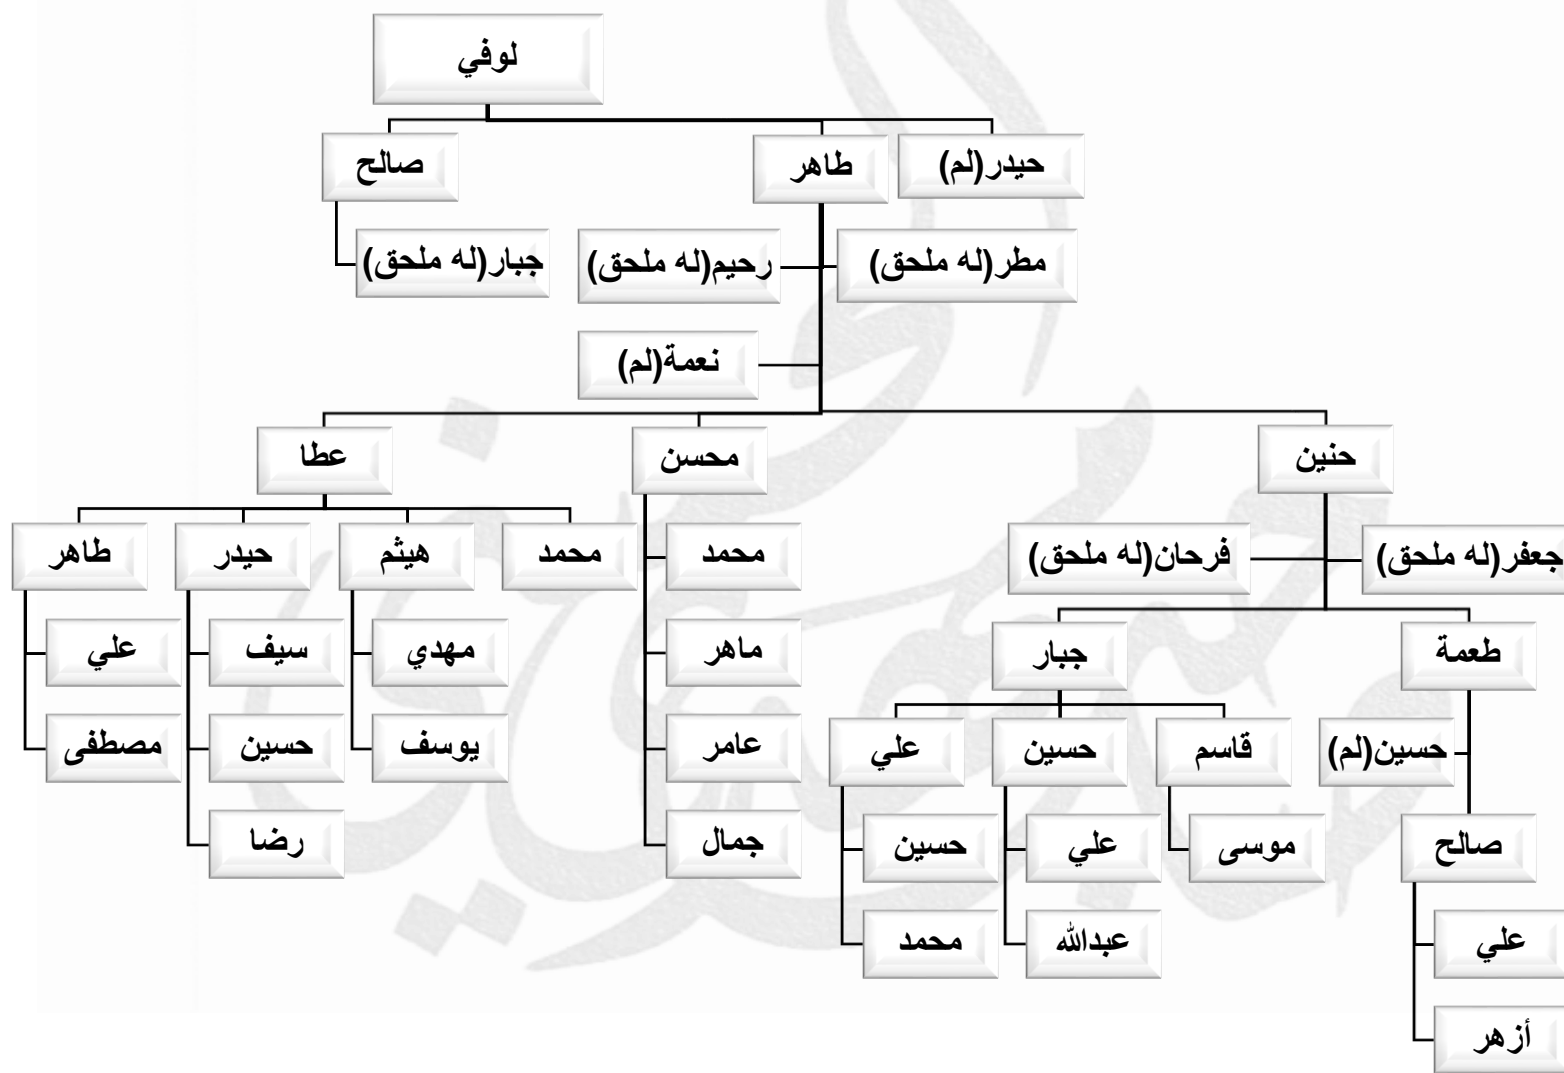 لوفي
حيدر(لم)
طاهر
صالح
مطر(له ملحق)
رحيم(له ملحق)
جبار(له ملحق)
نعمة(لم)
حنين
محسن
عطا
جعفر(له ملحق)
فرحان(له ملحق)
محمد
محمد
هيثم
حيدر
طاهر
طعمة
جبار
ماهر
مهدي
سيف
علي
حسين(لم)
قاسم
حسين
علي
عامر
يوسف
حسين
مصطفى
صالح
موسى
علي
حسين
جمال
رضا
علي
عبدالله
محمد
أزهر